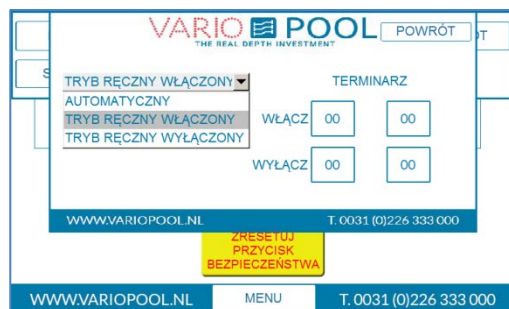 VARIO POOL
THE REAL DEPTH INVESTMENT
POWRÓT
TRYB RĘCZNY WŁĄCZONY
TERMINARZ
AUTOMATYCZNY
TRYB RĘCZNY WŁĄCZONY
TRYB RĘCZNY WYŁĄCZONY
WŁĄCZ 00 00
WYŁĄCZ 00 00
WWW.VARIOPOOL.NL T. 0031 (0)226 333 000
ZRESETUJ
PRZYCISK
BEZPIECZEŃSTWA
WWW.VARIOPOOL.NL MENU T. 0031 (0)226 333 000